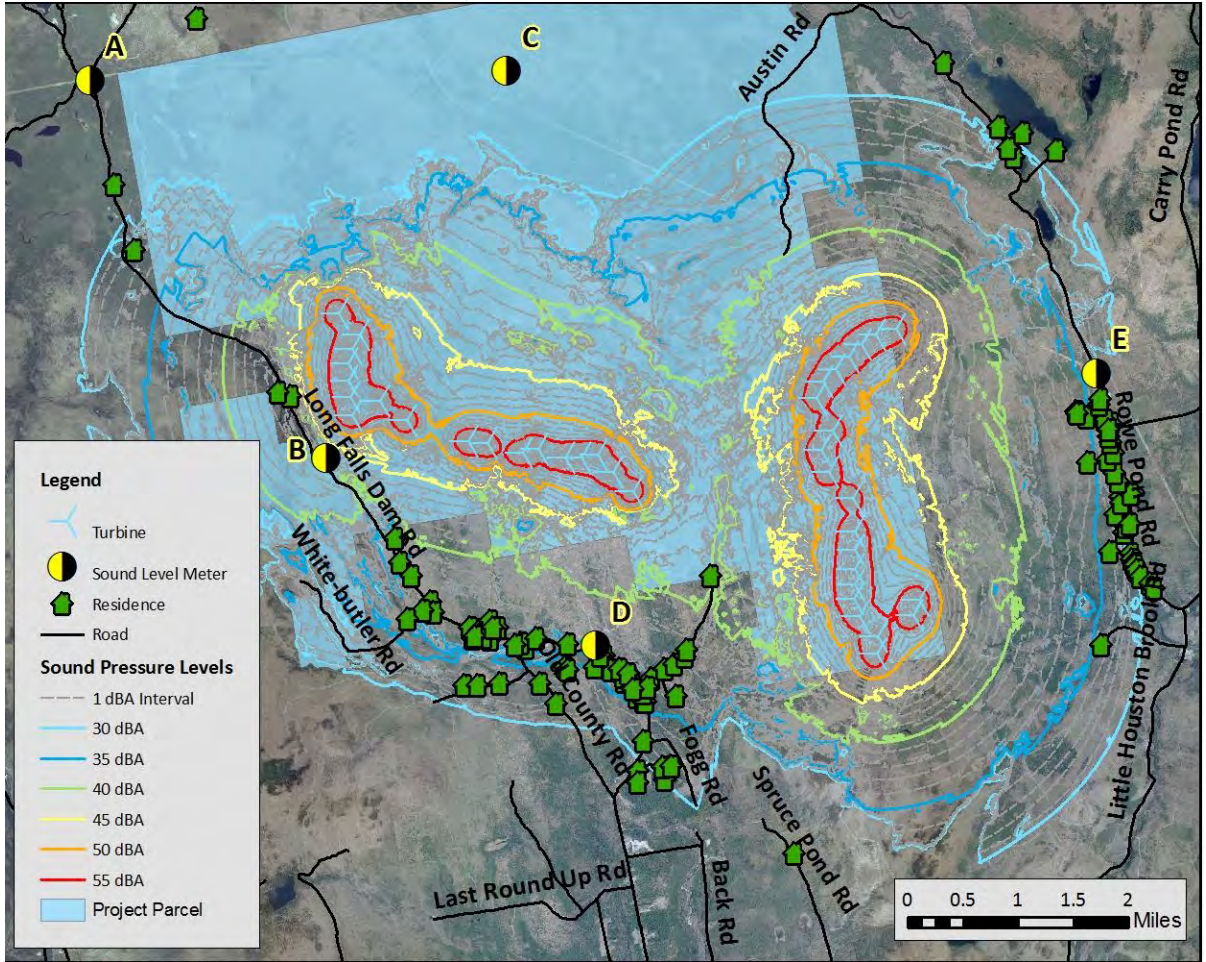 A
C
Austin Rd
Carry Pond Rd
E
Rowe Pond Rd
Long Falls Dam Rd
B
White-butler Rd
D
Old County Rd
Fogg Rd
Spruce Pond Rd
Little Houston Brook Rd
Last Round Up Rd
Back Rd
Legend
Turbine
Sound Level Meter
Residence
Road
Sound Pressure Levels
1 dBA Interval
30 dBA
35 dBA
40 dBA
45 dBA
50 dBA
55 dBA
Project Parcel
0 0.5 1 1.5 2
Miles